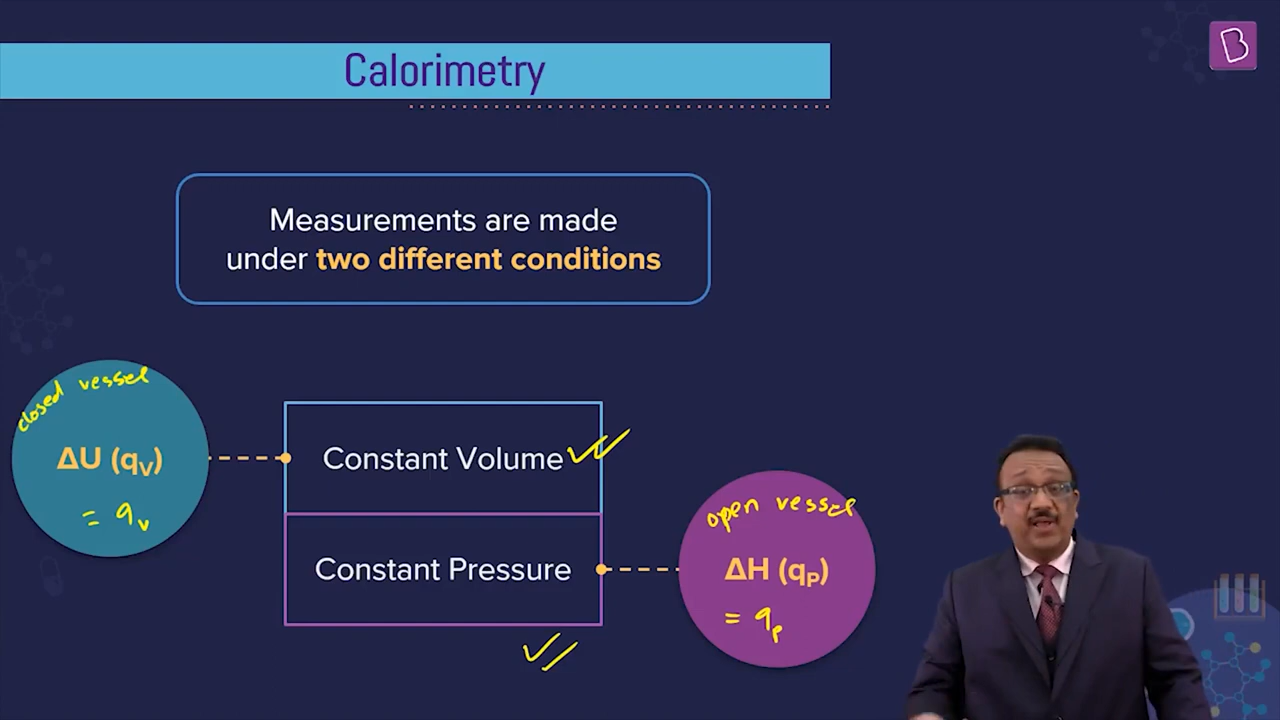 Calorimetry
Measurements are made
under two different conditions
closed vessel
ΔU (qV)
= qv
Constant Volume
Constant Pressure
open vessel
ΔH (qP)
= qp
B